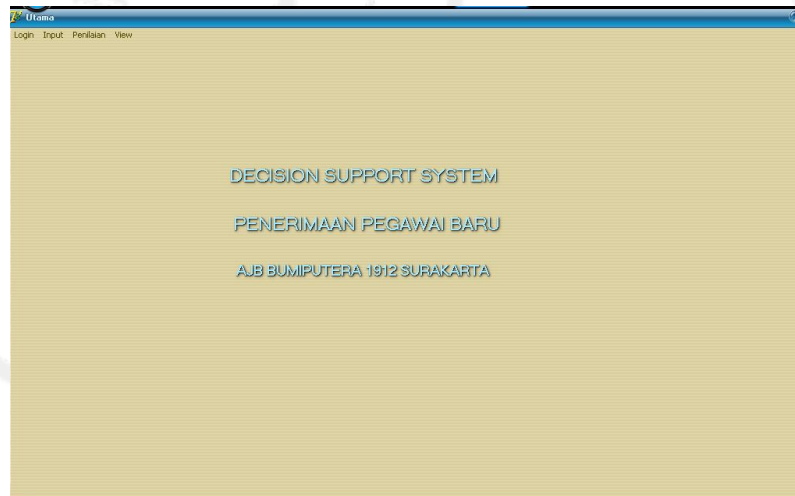 Utama
Login Input Penilaian View
DECISION SUPPORT SYSTEM
PENERIMAAN PEGAWAI BARU
AJB BUMIPUTERA 1912 SURAKARTA